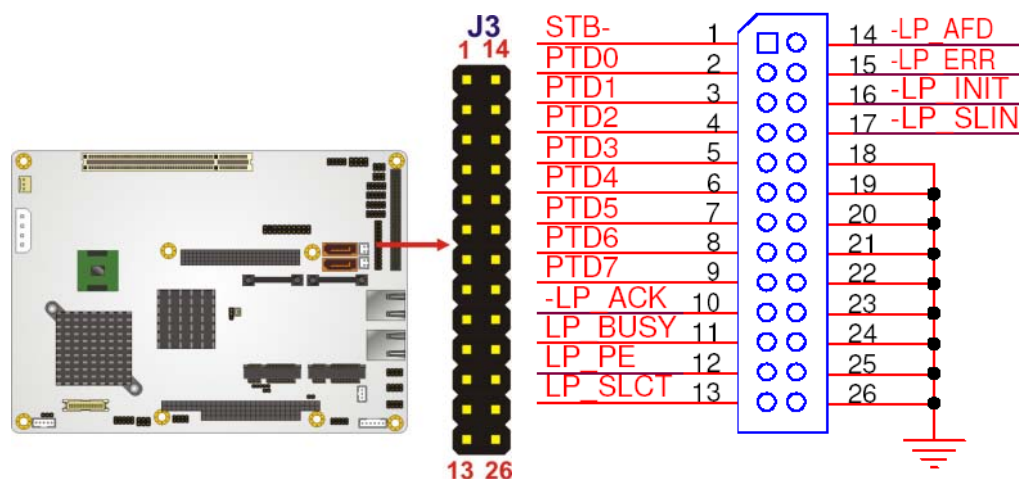 J3
1 14
13 26
STB- 1
PTD0 2
PTD1 3
PTD2 4
PTD3 5
PTD4 6
PTD5 7
PTD6 8
PTD7 9
-LP_ACK 10
LP_BUSY 11
LP_PE 12
LP_SLCT 13
14 -LP_AFD
15 -LP_ERR
16 -LP_INIT
17 -LP_SLIN
18
19
20
21
22
23
24
25
26